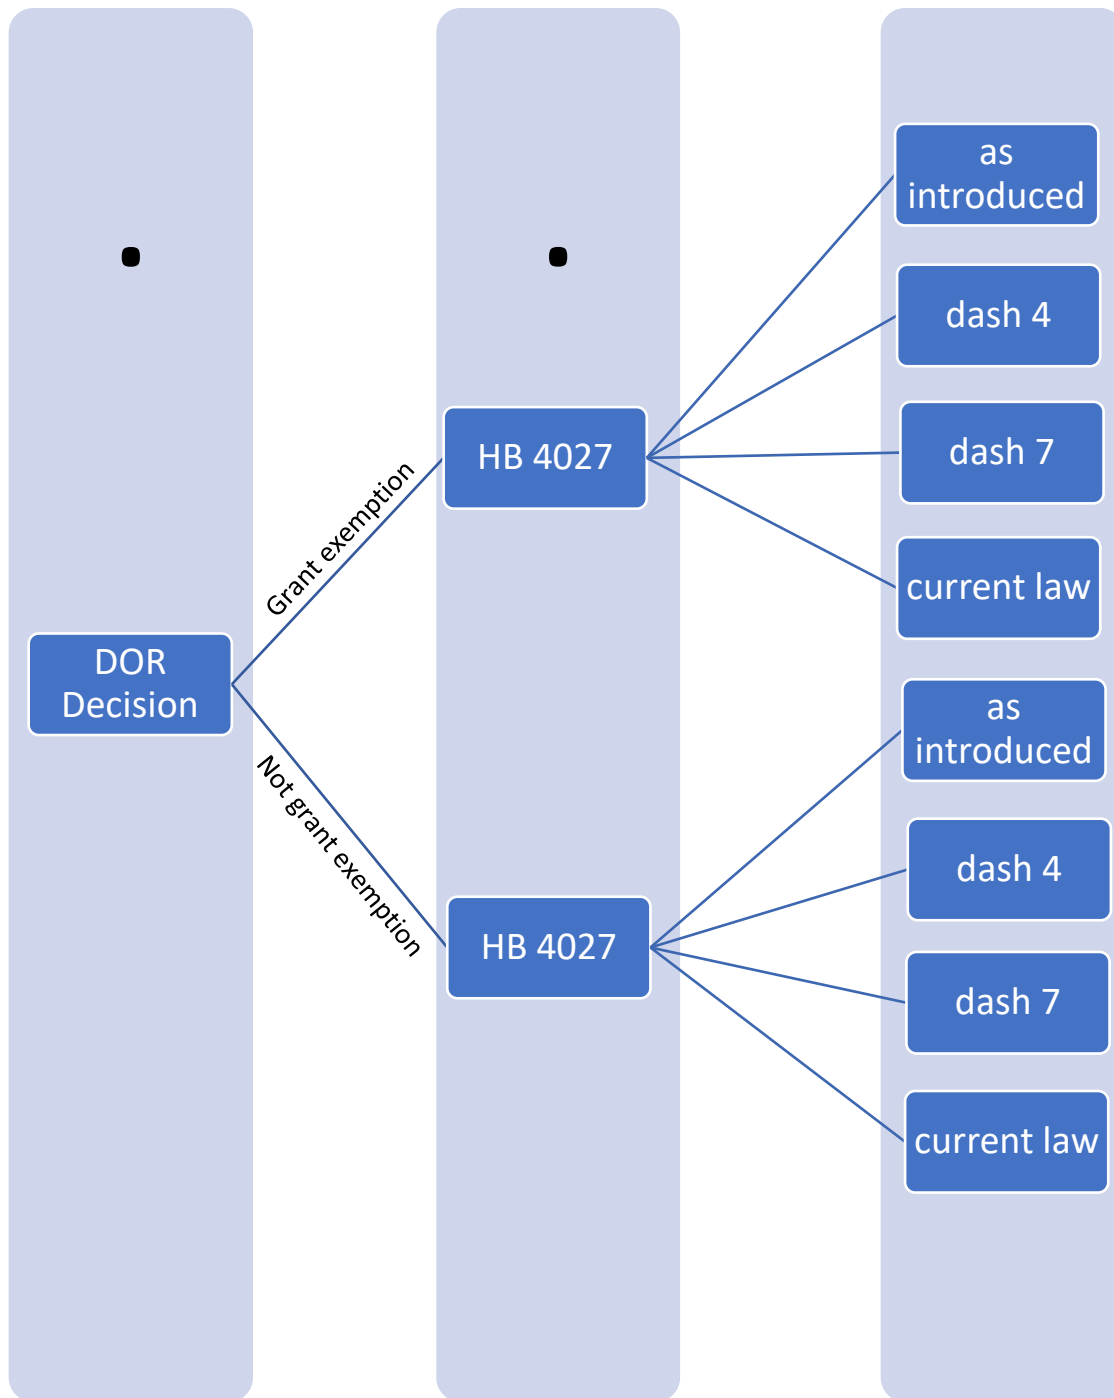 DOR
Decision
Grant exemption
Not grant exemption
HB 4027
HB 4027
as
introduced
dash 4
dash 7
current law
as
introduced
dash 4
dash 7
current law